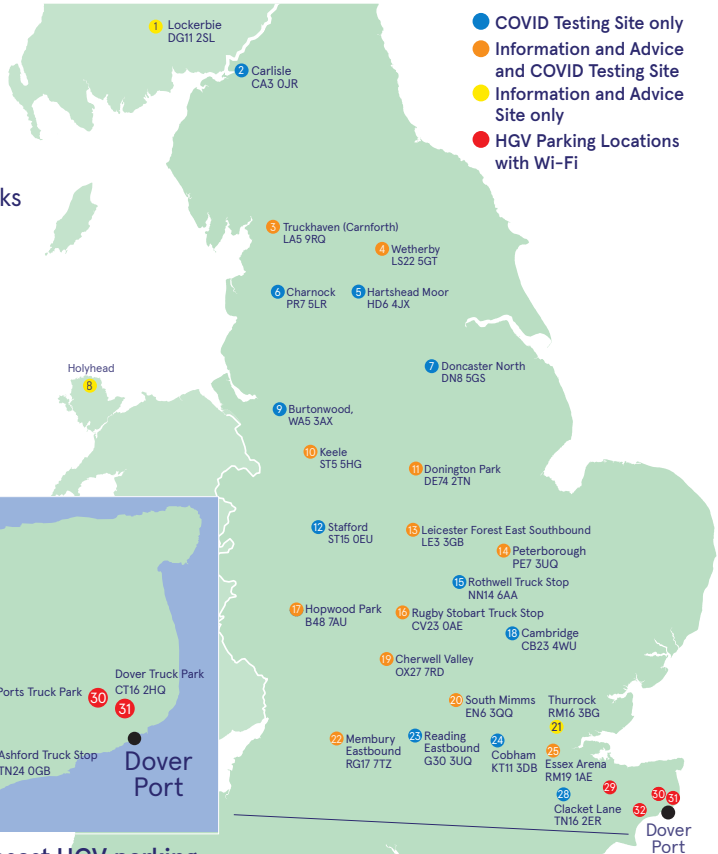 1 Lockerbie
DG11 2SL
2 Carlisle
CA3 0JR
COVID Testing Site only
Information and Advice
and COVID Testing Site
Information and Advice
Site only
HGV Parking Locations
with Wi-Fi
3 Truckhaven (Carnforth)
LA5 9RQ
4 Wetherby
LS22 5GT
6 Charnock
PR7 5LR
5 Hartshead Moor
HD6 4JX
7 Doncaster North
DN8 5GS
Holyhead
8
9 Burtonwood,
WA5 3AX
10 Keele
ST5 5HG
11 Donington Park
DE74 2TN
12 Stafford
ST15 0EU
13 Leicester Forest East Southbound
LE3 3GB
14 Peterborough
PE7 3UQ
15 Rothwell Truck Stop
NN14 6AA
17 Hopwood Park
B48 7AU
16 Rugby Stobart Truck Stop
CV23 0AE
18 Cambridge
CB23 4WU
19 Cherwell Valley
OX27 7RD
20 South Mimms
EN6 3QQ
Thurrock
RM16 3BG
21
22 Membury
Eastbound
RG17 7TZ
23 Reading
Eastbound
G30 3UQ
24
Cobham
KT11 3DB
25
Essex Arena
RM19 1AE
28
Clacket Lane
TN16 2ER
29
30
31
32
Dover
Port
Ports Truck Park
30
Dover Truck Park
CT16 2HQ
31
Ashford Truck Stop
TN24 0GB
Dover
Port
HGV parking